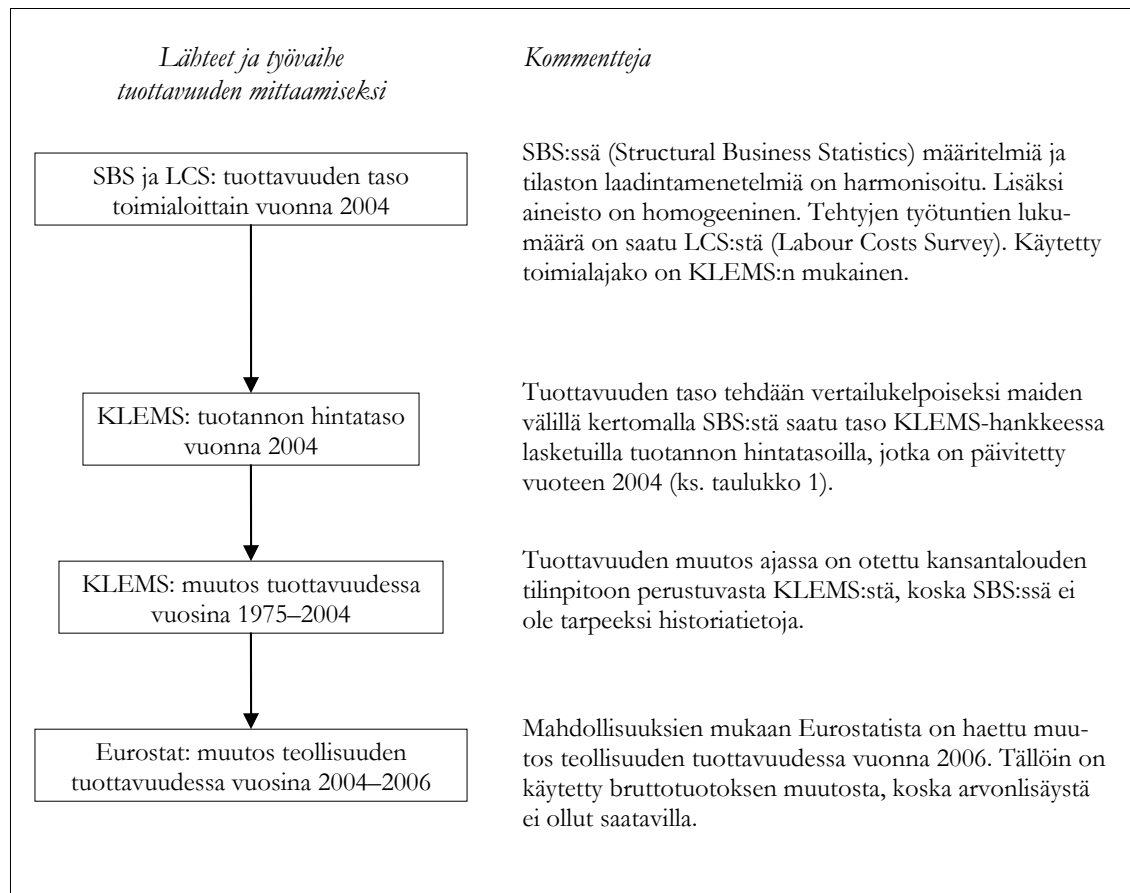 Lähteet ja työvaihe
tuottavuuden mittaamiseksi
Kommentteja
SBS ja LCS: tuottavuuden taso
toimialoittain vuonna 2004
SBS:ssä (Structural Business Statistics) määritelmiä ja
tilaston laadintamenetelmiä on harmonisoitu. Lisäksi
aineisto on homogeeninen. Tehtyjen työtuntien luku-
määrä on saatu LCS:stä (Labour Costs Survey). Käytetty
toimialajako on KLEMS:n mukainen.
KLEMS: tuotannon hintataso
vuonna 2004
Tuottavuuden taso tehdään vertailukelpoiseksi maiden
välillä kertomalla SBS:stä saatu taso KLEMS-hankkeessa
lasketuilla tuotannon hintatasoilla, jotka on päivitetty
vuoteen 2004 (ks. taulukko 1).
KLEMS: muutos tuottavuudessa
vuosina 1975–2004
Tuottavuuden muutos ajassa on otettu kansantalouden
tilinpitoon perustuvasta KLEMS:stä, koska SBS:ssä ei
ole tarpeeksi historiatietoja.
Eurostat: muutos teollisuuden
tuottavuudessa vuosina 2004–2006
Mahdollisuuksien mukaan Eurostatista on haettu muu-
tos teollisuuden tuottavuudessa vuonna 2006. Tällöin on
käytetty bruttotuotoksen muutosta, koska arvonlisäystä
ei ollut saatavilla.